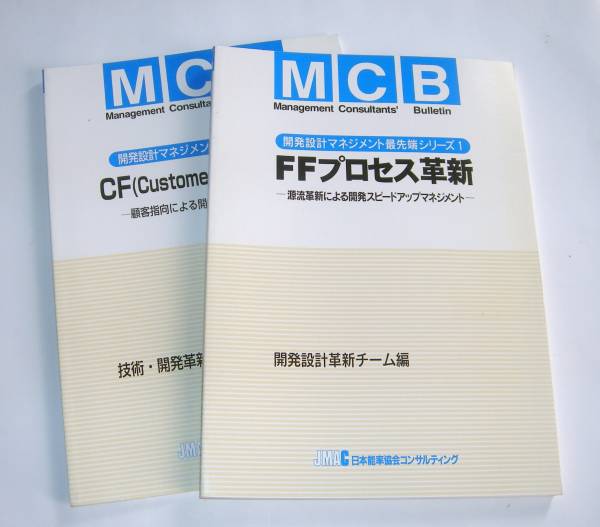 MC
Management Consulta
開発設計マネジメン
CF(Custome
―顧客指向による開
技術・開発革新
JMAC
MCB
Management Consultants' Bulletin
開発設計マネジメント最先端シリーズ1
FFプロセス革新
―源流革新による開発スピードアップマネジメント―
開発設計革新チーム編
JMAC 日本能率協会コンサルティング